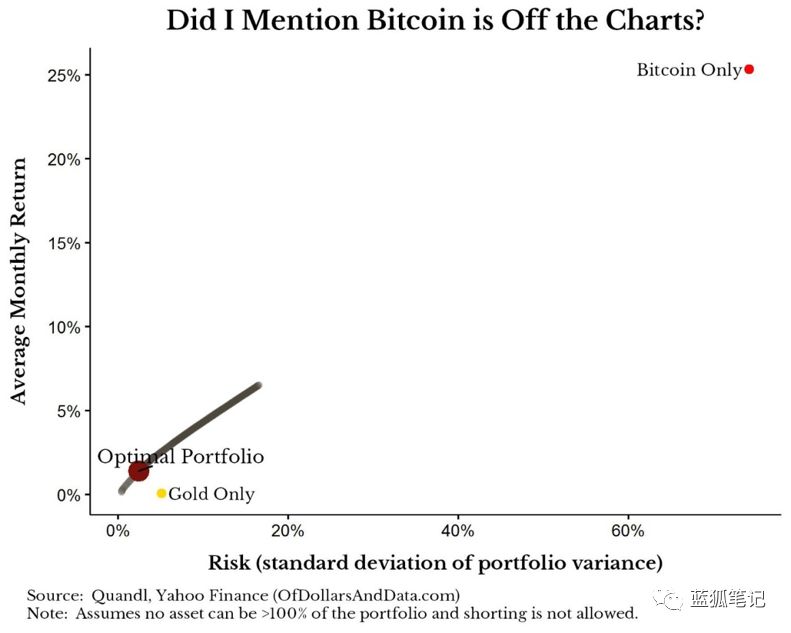 Did I Mention Bitcoin is Off the Charts?
Average Monthly Return
25%
20%
15%
10%
5%
0%
Bitcoin Only
Optimal Portfolio
Gold Only
0%
20%
40%
60%
Risk (standard deviation of portfolio variance)
Source: Quandl, Yahoo Finance (OfDollarsAndData.com)
Note: Assumes no asset can be >100% of the portfolio and shorting is not allowed.
蓝狐笔记